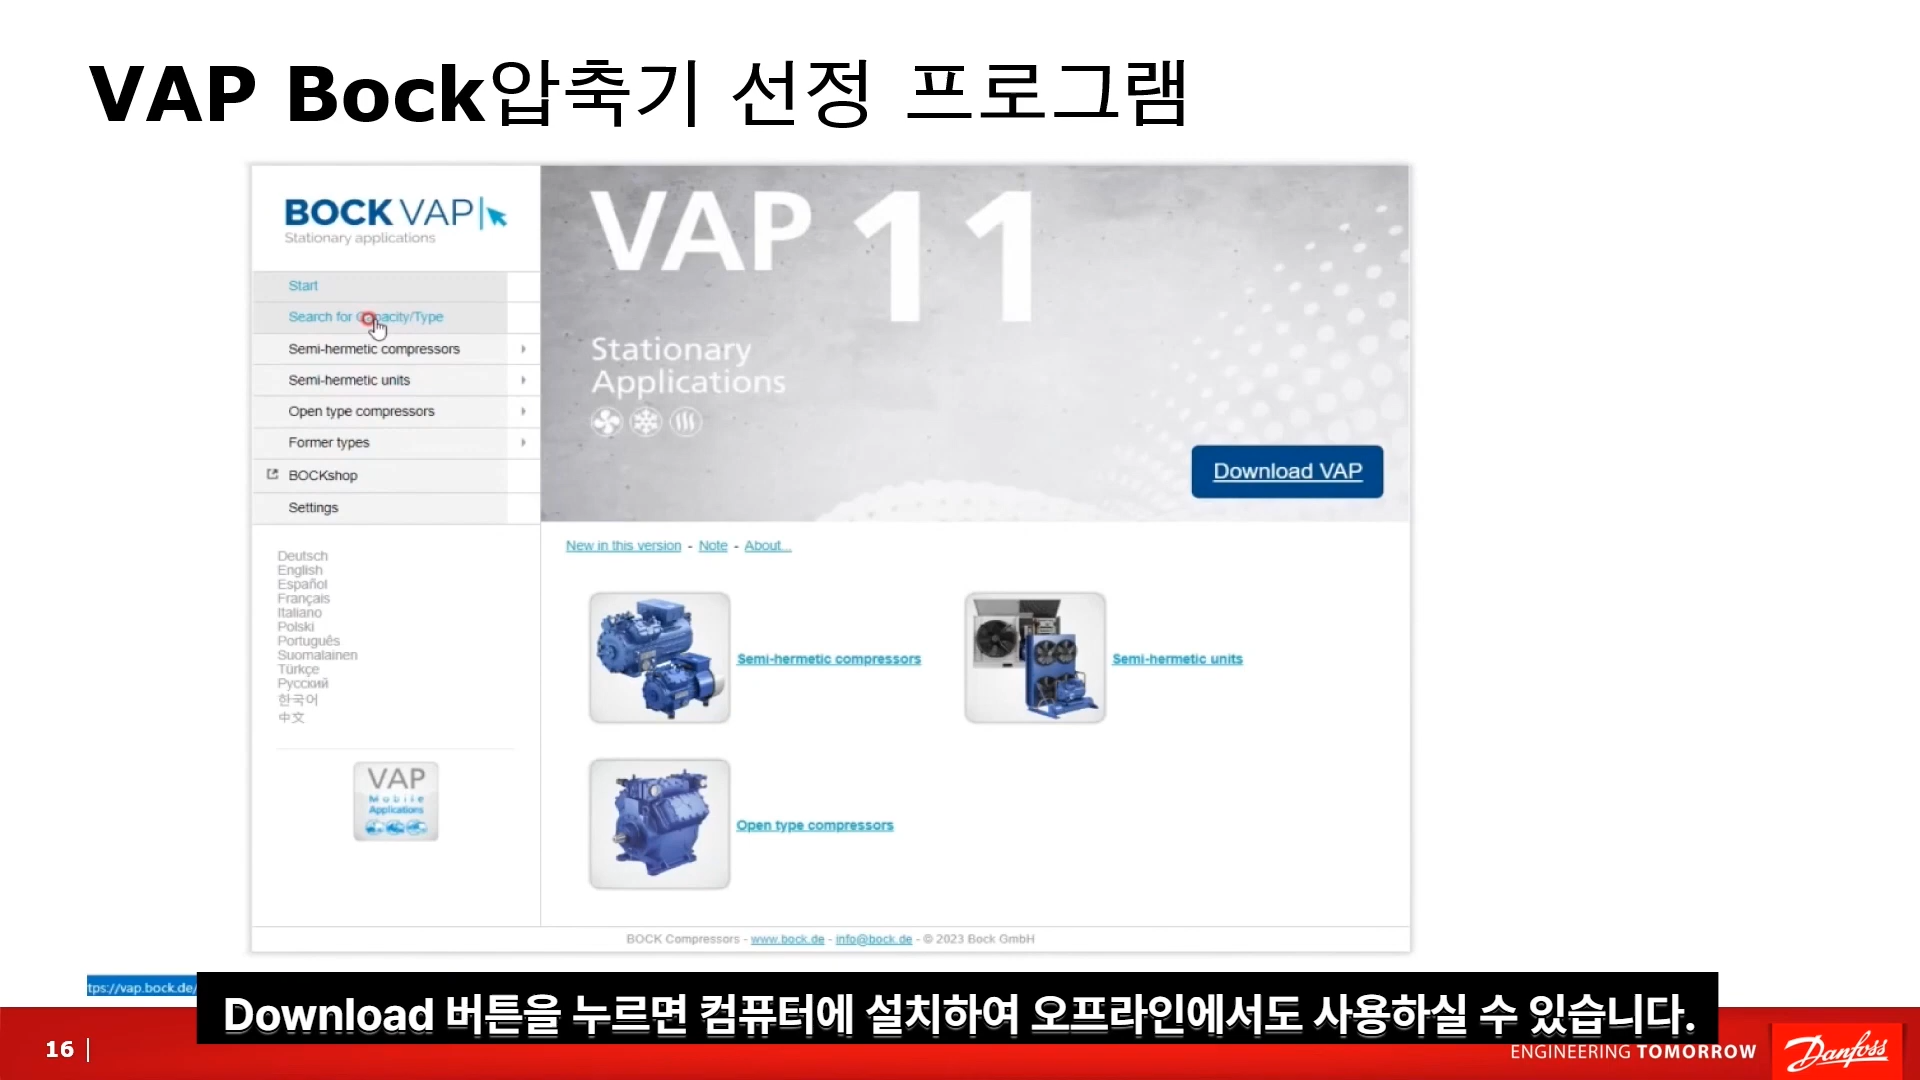 VAP Bock압축기 선정 프로그램
BOCK VAP
Stationary applications
Start
Search for Capacity/Type
Semi-hermetic compressors
Semi-hermetic units
Open type compressors
Former types
BOCKshop
Settings
Deutsch
English
Español
Français
Italiano
Polski
Português
Suomalainen
Türkçe
Русский
한국어
中文
VAP
Mobile
Applications
VAP 11
Stationary
Applications
Download VAP
New in this version - Note - About...
Semi-hermetic compressors
Semi-hermetic units
Open type compressors
BOCK Compressors - www.bock.de - info@bock.de - © 2023 Bock GmbH
tps://vap.bock.de/
Download 버튼을 누르면 컴퓨터에 설치하여 오프라인에서도 사용하실 수 있습니다.
16
ENGINEERING TOMORROW
Danfoss